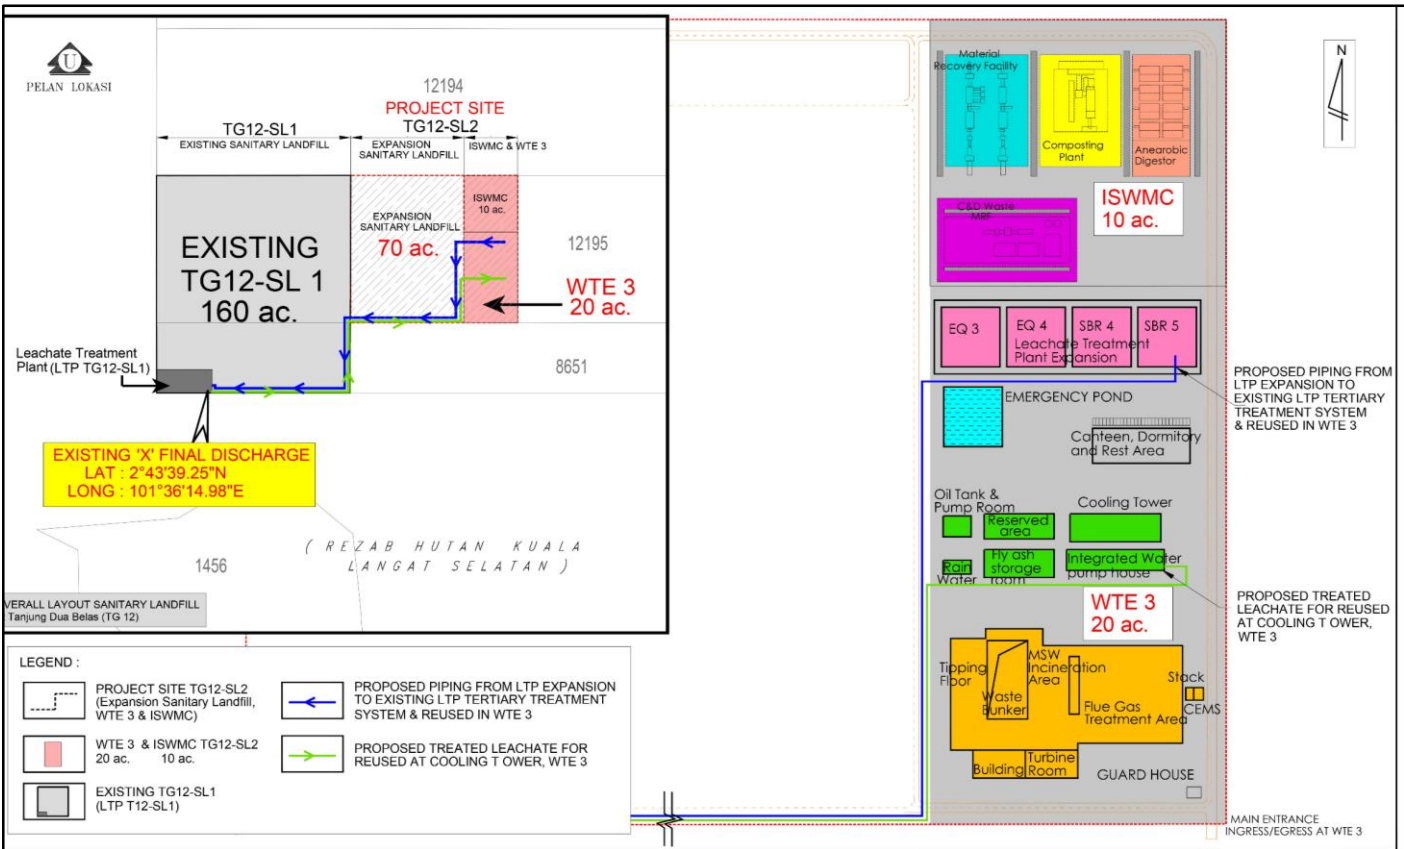 U
PELAN LOKASI
12194
PROJECT SITE
TG12-SL1
EXISTING SANITARY LANDFILL
TG12-SL2
EXPANSION
SANITARY LANDFILL
ISWMC & WTE 3
ISWMC
10 ac.
EXPANSION
SANITARY LANDFILL
70 ac.
EXISTING
TG12-SL 1
160 ac.
12195
WTE 3
20 ac.
8651
Leachate Treatment
Plant (LTP TG12-SL1)
EXISTING 'X' FINAL DISCHARGE
LAT : 2°43'39.25"N
LONG : 101°36'14.98"E
( REZAB HUTAN KUALA
LANGAT SELATAN )
1456
VERALL LAYOUT SANITARY LANDFILL
Tanjung Dua Belas (TG 12)
LEGEND :
PROJECT SITE TG12-SL2
(Expansion Sanitary Landfill,
WTE 3 & ISWMC)
WTE 3 & ISWMC TG12-SL2
20 ac. 10 ac.
EXISTING TG12-SL1
(LTP T12-SL1)
PROPOSED PIPING FROM LTP EXPANSION
TO EXISTING LTP TERTIARY TREATMENT
SYSTEM & REUSED IN WTE 3
PROPOSED TREATED LEACHATE FOR
REUSED AT COOLING T OWER, WTE 3
N
Material
Recovery Facility
Composting
Plant
Anearobic
Digestor
ISWMC
10 ac.
C&D Waste
MRF
EQ 3
EQ 4
SBR 4
SBR 5
Leachate Treatment
Plant Expansion
PROPOSED PIPING FROM
LTP EXPANSION TO
EXISTING LTP TERTIARY
TREATMENT SYSTEM
& REUSED IN WTE 3
EMERGENCY POND
Canteen, Dormitory
and Rest Area
Oil Tank &
Pump Room
Reserved
area
Cooling Tower
Rain
Water
Fly ash
storage
room
Integrated Water
pump house
WTE 3
20 ac.
PROPOSED TREATED
LEACHATE FOR REUSED
AT COOLING T OWER,
WTE 3
Tipping
Floor
Waste
Bunker
MSW
Incineration
Area
Flue Gas
Treatment Area
Stack
CEMS
Building
Turbine
Room
GUARD HOUSE
MAIN ENTRANCE
INGRESS/EGRESS AT WTE 3